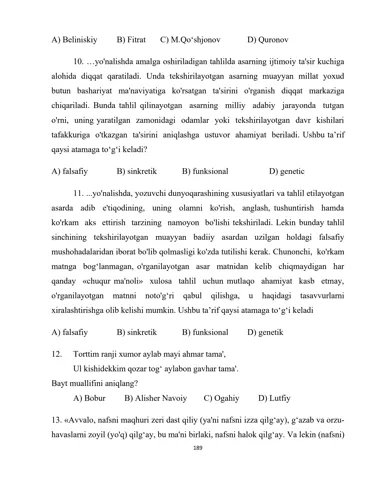 A) Beliniskiy B) Fitrat C) M.Qo‘shjonov D) Quronov
10. …yo'nalishda amalga oshiriladigan tahlilda asarning ijtimoiy ta'sir kuchiga
alohida diqqat qaratiladi. Unda tekshirilayotgan asarning muayyan millat yoxud
butun bashariyat ma'naviyatiga ko'rsatgan ta'sirini o'rganish diqqat markaziga
chiqariladi. Bunda tahlil qilinayotgan asarning milliy adabiy jarayonda tutgan
o'rni, uning yaratilgan zamonidagi odamlar yoki tekshirilayotgan davr kishilari
tafakkuriga o'tkazgan ta'sirini aniqlashga ustuvor ahamiyat beriladi. Ushbu ta’rif
qaysi atamaga to‘g‘i keladi?
A) falsafiy B) sinkretik B) funksional D) genetic
11. ...yo'nalishda, yozuvchi dunyoqarashining xususiyatlari va tahlil etilayotgan
asarda adib e'tiqodining, uning olamni ko'rish, anglash, tushuntirish hamda
ko'rkam aks ettirish tarzining namoyon bo'lishi tekshiriladi. Lekin bunday tahlil
sinchining tekshirilayotgan muayyan badiiy asardan uzilgan holdagi falsafiy
mushohadalaridan iborat bo'lib qolmasligi ko'zda tutilishi kerak. Chunonchi, ko'rkam
matnga bog‘lanmagan, o'rganilayotgan asar matnidan kelib chiqmaydigan har
qanday «chuqur ma'noli» xulosa tahlil uchun mutlaqo ahamiyat kasb etmay,
o'rganilayotgan matnni noto'g‘ri qabul qilishga, u haqidagi tasavvurlarni
xiralashtirishga olib kelishi mumkin. Ushbu ta’rif qaysi atamaga to‘g‘i keladi
A) falsafiy B) sinkretik B) funksional D) genetik
12. Torttim ranji xumor aylab mayi ahmar tama',
Ul kishidekkim qozar tog‘ aylabon gavhar tama'.
Bayt muallifini aniqlang?
A) Bobur B) Alisher Navoiy C) Ogahiy D) Lutfiy
13. «Avvalo, nafsni maqhuri zeri dast qiliy (ya'ni nafsni izza qilg‘ay), g‘azab va orzu-
havaslarni zoyil (yo'q) qilg‘ay, bu ma'ni birlaki, nafsni halok qilg‘ay. Va lekin (nafsni)
189